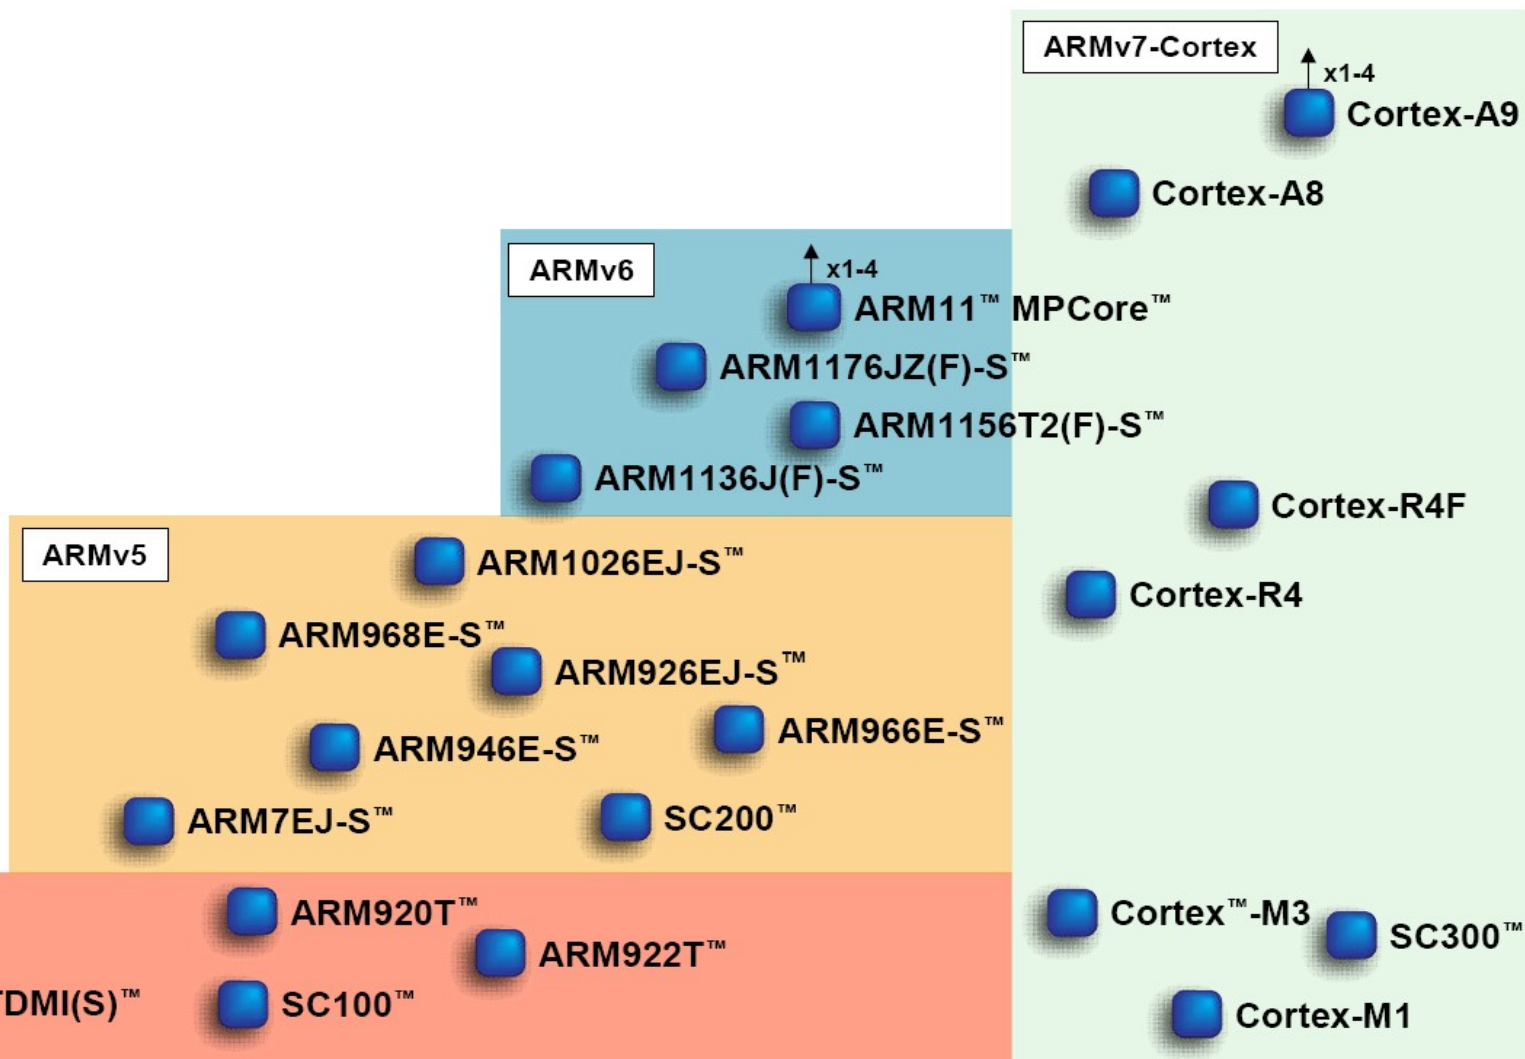 ARMv7-Cortex
x1-4
Cortex-A9
Cortex-A8
ARMv6
x1-4
ARM11™ MPCore™
ARM1176JZ(F)-S™
ARM1156T2(F)-S™
ARM1136J(F)-S™
Cortex-R4F
ARMv5
ARM1026EJ-S™
Cortex-R4
ARM968E-S™
ARM926EJ-S™
ARM966E-S™
ARM946E-S™
ARM7EJ-S™
SC200™
ARM920T™
Cortex™-M3
SC300™
ARM922T™
TDMI(S)™
SC100™
Cortex-M1